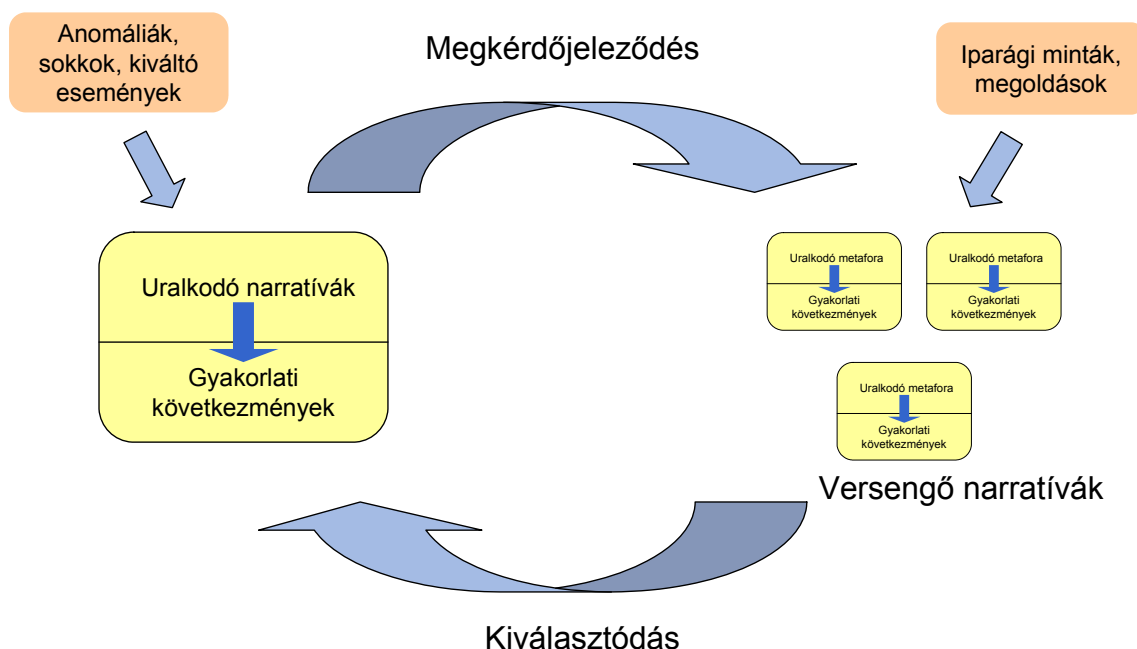 Anomáliák,
sokkok, kiváltó
események
Megkérdőjeleződés
Iparági minták,
megoldások
Uralkodó narratívák
Gyakorlati
következmények
Uralkodó metafora
Gyakorlati
következmények
Uralkodó metafora
Gyakorlati
következmények
Uralkodó metafora
Gyakorlati
következmények
Versengő narratívák
Kiválasztódás